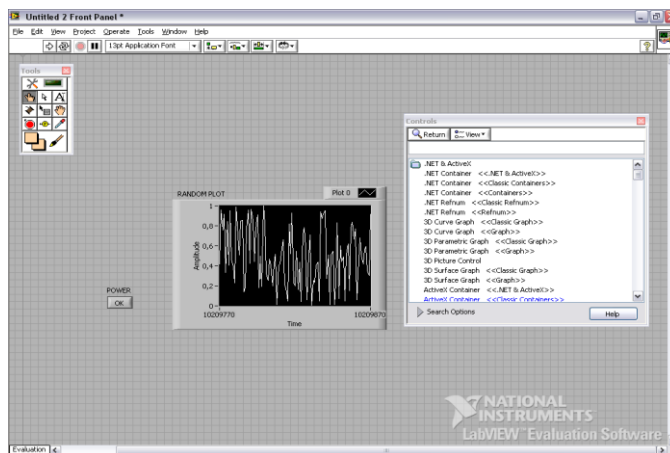 Untitled 2 Front Panel *
File Edit View Project Operate Tools Window Help
13pt Application Font
Tools
Controls
Return View
.NET & ActiveX
.NET Container <<.NET & ActiveX>>
.NET Container <<Classic Containers>>
.NET Container <<Containers>>
.NET Refnum <<Classic Refnum>>
.NET Refnum <<Refnum>>
3D Curve Graph <<Classic Graph>>
3D Curve Graph <<Graph>>
3D Parametric Graph <<Classic Graph>>
3D Parametric Graph <<Graph>>
3D Picture Control
3D Surface Graph <<Classic Graph>>
3D Surface Graph <<Graph>>
ActiveX Container <<.NET & ActiveX>>
ActiveX Container <<Classic Containers>>
Search Options
Help
RANDOM PLOT
Plot 0
1
0,8
0,6
0,4
0,2
0
Amplitude
10209770
10209870
Time
POWER
OK
NATIONAL
INSTRUMENTS
LabVIEW™ Evaluation Software
Evaluation